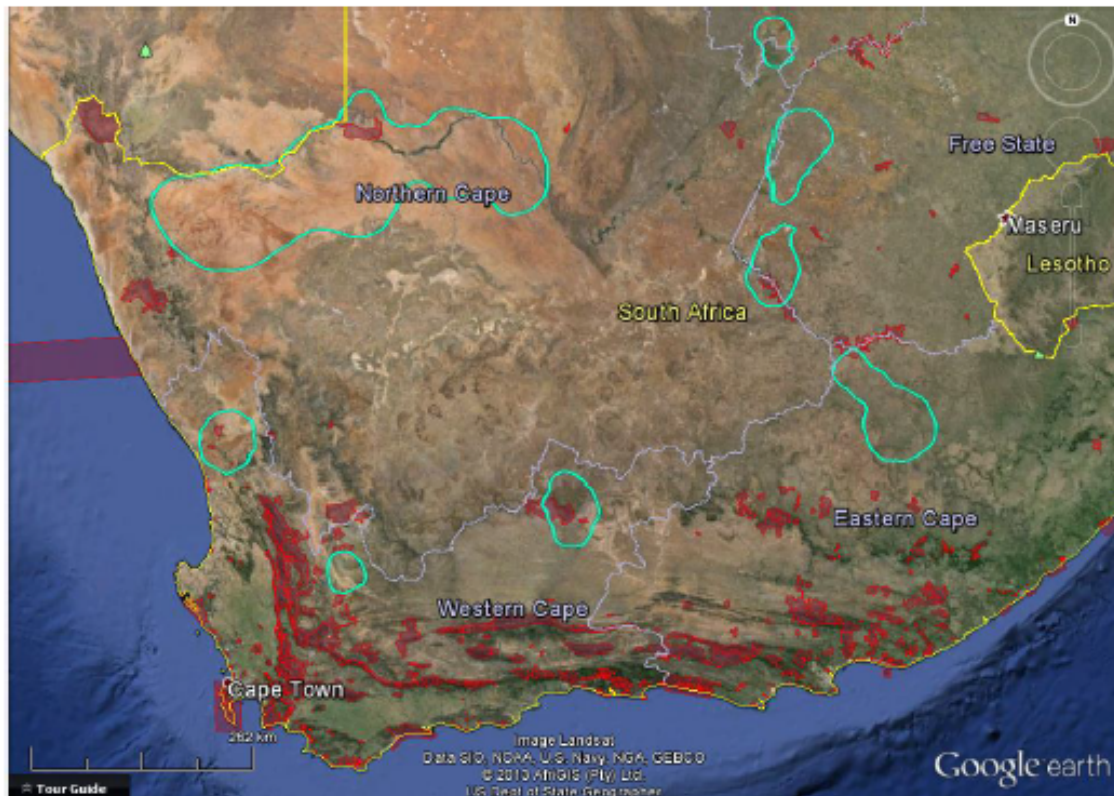 N
Free State
Northern Cape
Maseru
Lesotho
South Africa
Eastern Cape
Western Cape
Cape Town
262 km
Image Landsat
Data SIO, NOAA, U.S. Navy, NGA, GEBCO
© 2013 AfriGIS (Pty) Ltd.
US Dept of State Geographer
Google earth
Tour Guide